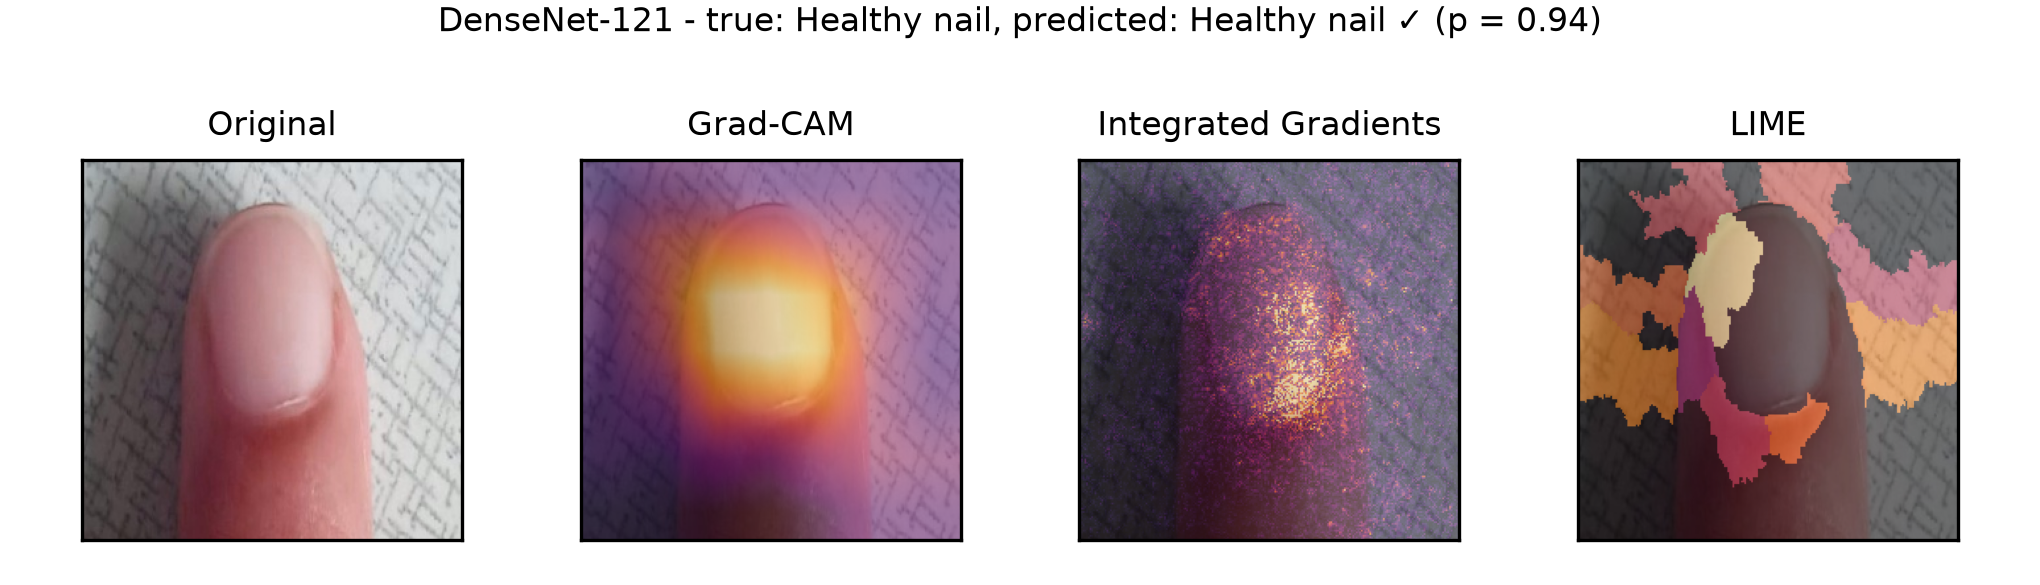 DenseNet-121 - true: Healthy nail, predicted: Healthy nail ✓ (p = 0.94)
Original
Grad-CAM
Integrated Gradients
LIME